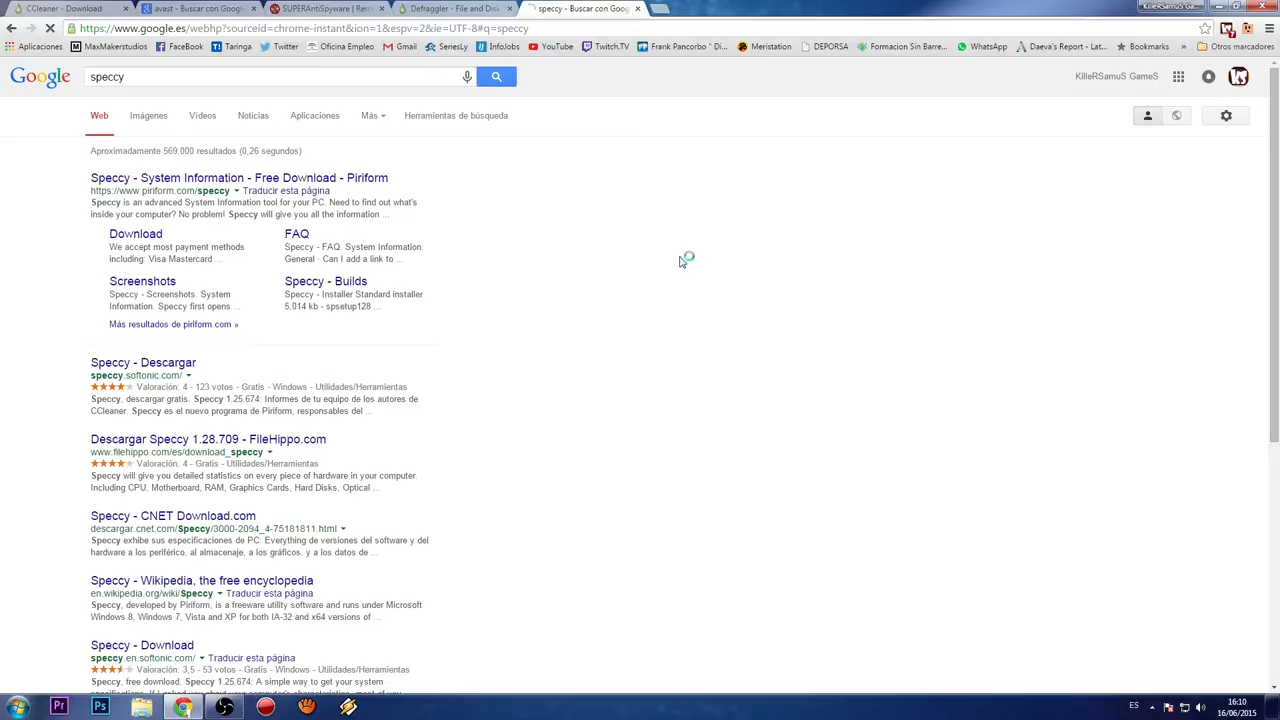 CCleaner - Download
avast - Buscar con Google
SUPERAntiSpyware | Rem
Defraggler - File and Disk
speccy - Buscar con Goog
KilleRSamuS G...
https://www.google.es/webhp?sourceid=chrome-instant&ion=1&espv=2&ie=UTF-8#q=speccy
Aplicaciones
MaxMakerstudios
FaceBook
Taringa
Twitter
Oficina Empleo
Gmail
SeriesLy
InfoJobs
YouTube
Twitch.TV
Frank Pancorbo " Di...
Meristation
DEPORSA
Formacion Sin Barre...
WhatsApp
Daeva's Report - Lat...
Bookmarks
»
Otros marcadores
Google
speccy
KilleRSamuS GameS
Web
Imágenes
Vídeos
Noticias
Aplicaciones
Más
Herramientas de búsqueda
Aproximadamente 569.000 resultados (0,26 segundos)
Speccy - System Information - Free Download - Piriform
https://www.piriform.com/speccy Traducir esta página
Speccy is an advanced System Information tool for your PC. Need to find out what's
inside your computer? No problem! Speccy will give you all the information ...
Download
We accept most payment methods
including: Visa Mastercard ...
FAQ
Speccy - FAQ. System Information.
General · Can I add a link to ...
Screenshots
Speccy - Screenshots. System
Information. Speccy first opens ...
Speccy - Builds
Speccy - Installer Standard installer
5,014 kb - spsetup128 ...
Más resultados de piriform.com »
Speccy - Descargar
speccy.softonic.com/
Valoración: 4 - 123 votos - Gratis - Windows - Utilidades/Herramientas
Speccy, descargar gratis. Speccy 1.25.674: Informes de tu equipo de los autores de
CCleaner. Speccy es el nuevo programa de Piriform, responsables del ...
Descargar Speccy 1.28.709 - FileHippo.com
www.filehippo.com/es/download_speccy
Valoración: 4 - Gratis - Utilidades/Herramientas
Speccy will give you detailed statistics on every piece of hardware in your computer.
Including CPU, Motherboard, RAM, Graphics Cards, Hard Disks, Optical ...
Speccy - CNET Download.com
descargar.cnet.com/Speccy/3000-2094_4-75181811.html
Speccy exhibe sus especificaciones de PC. Everything de versiones del software y del
hardware a los periférico, al almacenaje, a los gráficos, y a los datos de ...
Speccy - Wikipedia, the free encyclopedia
en.wikipedia.org/wiki/Speccy Traducir esta página
Speccy, developed by Piriform, is a freeware utility software and runs under Microsoft
Windows 8, Windows 7, Vista and XP for both IA-32 and x64 versions of ...
Speccy - Download
speccy.en.softonic.com/ Traducir esta página
Valoración: 3,5 - 53 votos - Gratis - Windows - Utilidades/Herramientas
Speccy, free download. Speccy 1.25.674: A simple way to get your system
Pr
Ps
ES
16:10
16/06/2015